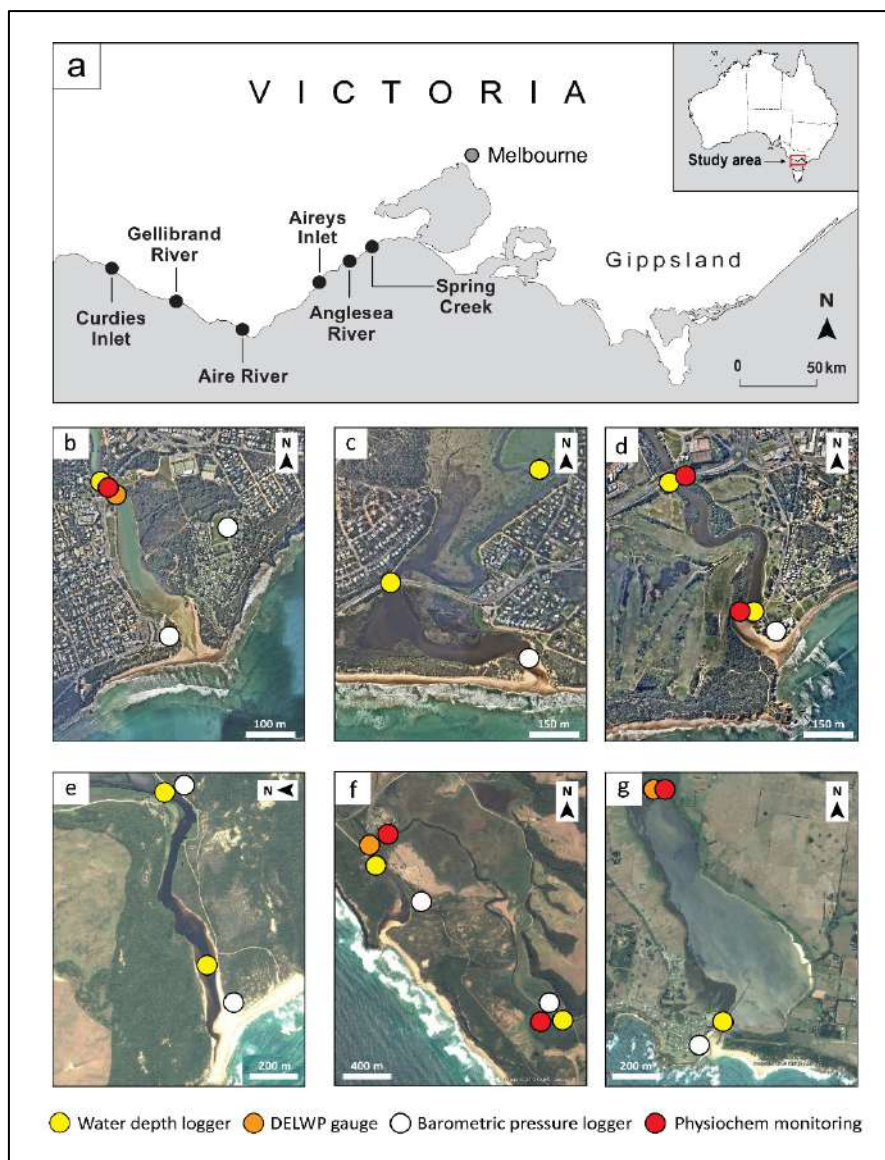 a
VICTORIA
Melbourne
Study area
Aireys
Inlet
Gellibrand
River
Gippsland
Spring
Creek
Curdies
Inlet
Anglesea
River
Aire River
N
0 50 km
b
N
100 m
c
N
150 m
d
N
150 m
e
N
200 m
f
N
400 m
g
N
200 m
Water depth logger DELWP gauge Barometric pressure logger Physiochem monitoring